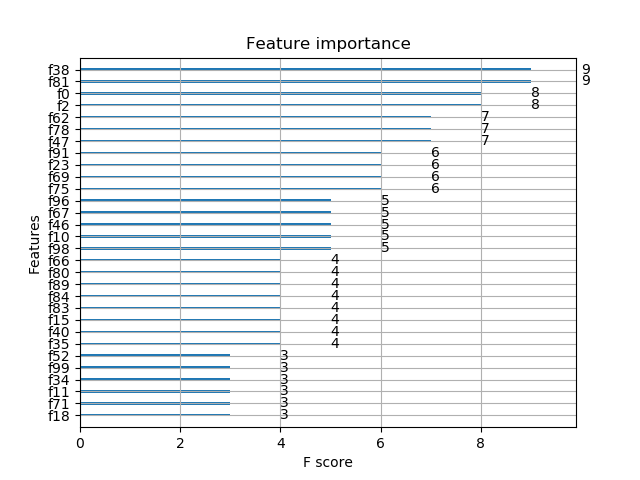 Feature importance
f38 9
f81 9
f0 8
f2 8
f62 7
f78 7
f47 7
f91 6
f23 6
f69 6
f75 6
f96 5
f67 5
f46 5
f10 5
f98 5
f66 4
f80 4
f89 4
f84 4
f83 4
f15 4
f40 4
f35 4
f52 3
f99 3
f34 3
f11 3
f71 3
f18 3
Features
0 2 4 6 8
F score